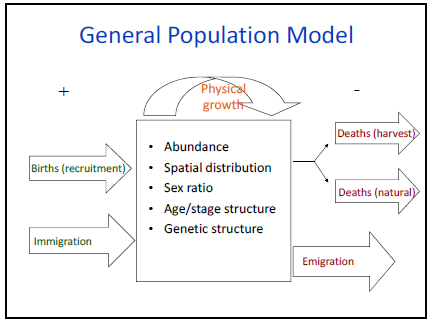 General Population Model
+
Physical
growth
-
Births (recruitment)
Immigration
• Abundance
• Spatial distribution
• Sex ratio
• Age/stage structure
• Genetic structure
Deaths (harvest)
Deaths (natural)
Emigration